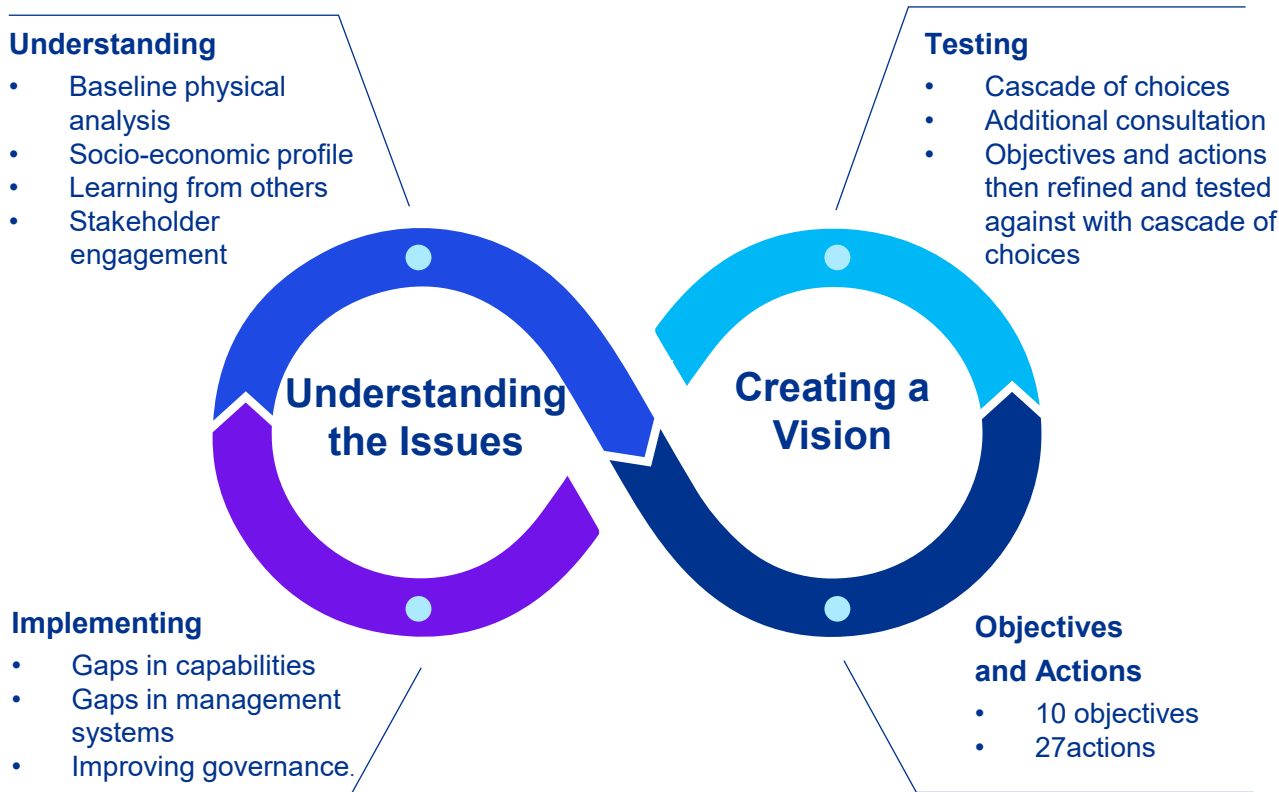 Understanding
• Baseline physical
analysis
• Socio-economic profile
• Learning from others
• Stakeholder
engagement
Testing
• Cascade of choices
• Additional consultation
• Objectives and actions
then refined and tested
against with cascade of
choices
Understanding
the Issues
Creating a
Vision
Implementing
• Gaps in capabilities
• Gaps in management
systems
• Improving governance.
Objectives
and Actions
• 10 objectives
• 27actions